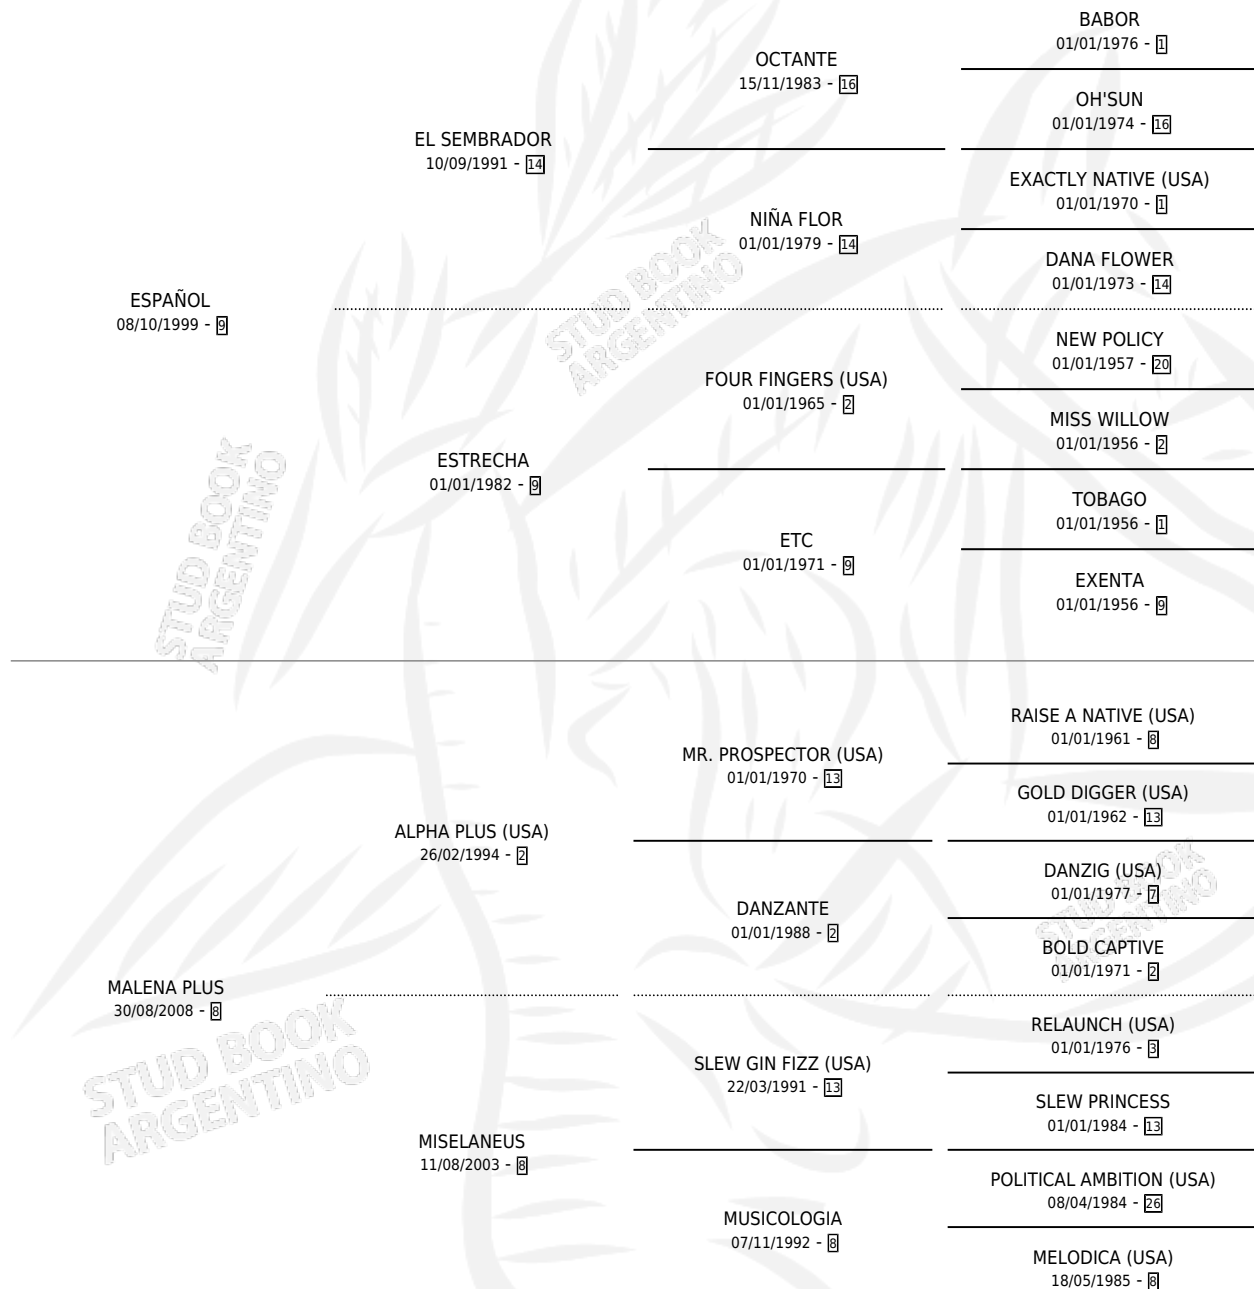 BABOR
01/01/1976 - 1
OCTANTE
15/11/1983 - 16
OH'SUN
01/01/1974 - 16
EL SEMBRADOR
10/09/1991 - 14
EXACTLY NATIVE (USA)
01/01/1970 - 1
NIÑA FLOR
01/01/1979 - 14
DANA FLOWER
01/01/1973 - 14
ESPAÑOL
08/10/1999 - 9
NEW POLICY
01/01/1957 - 20
FOUR FINGERS (USA)
01/01/1965 - 2
MISS WILLOW
01/01/1956 - 2
ESTRECHA
01/01/1982 - 9
TOBAGO
01/01/1956 - 1
ETC
01/01/1971 - 9
EXENTA
01/01/1956 - 9
RAISE A NATIVE (USA)
01/01/1961 - 8
MR. PROSPECTOR (USA)
01/01/1970 - 13
GOLD DIGGER (USA)
01/01/1962 - 13
ALPHA PLUS (USA)
26/02/1994 - 2
DANZIG (USA)
01/01/1977 - 7
DANZANTE
01/01/1988 - 2
BOLD CAPTIVE
01/01/1971 - 2
MALENA PLUS
30/08/2008 - 8
RELAUNCH (USA)
01/01/1976 - 3
SLEW GIN FIZZ (USA)
22/03/1991 - 13
SLEW PRINCESS
01/01/1984 - 13
MISELANEUS
11/08/2003 - 8
POLITICAL AMBITION (USA)
08/04/1984 - 26
MUSICOLOGIA
07/11/1992 - 8
MELODICA (USA)
18/05/1985 - 8
STUD BOOK
ARGENTINO
STUD BOOK
ARGENTINO
STUD BOOK
ARGENTINO
STUD BOOK
ARGENTINO